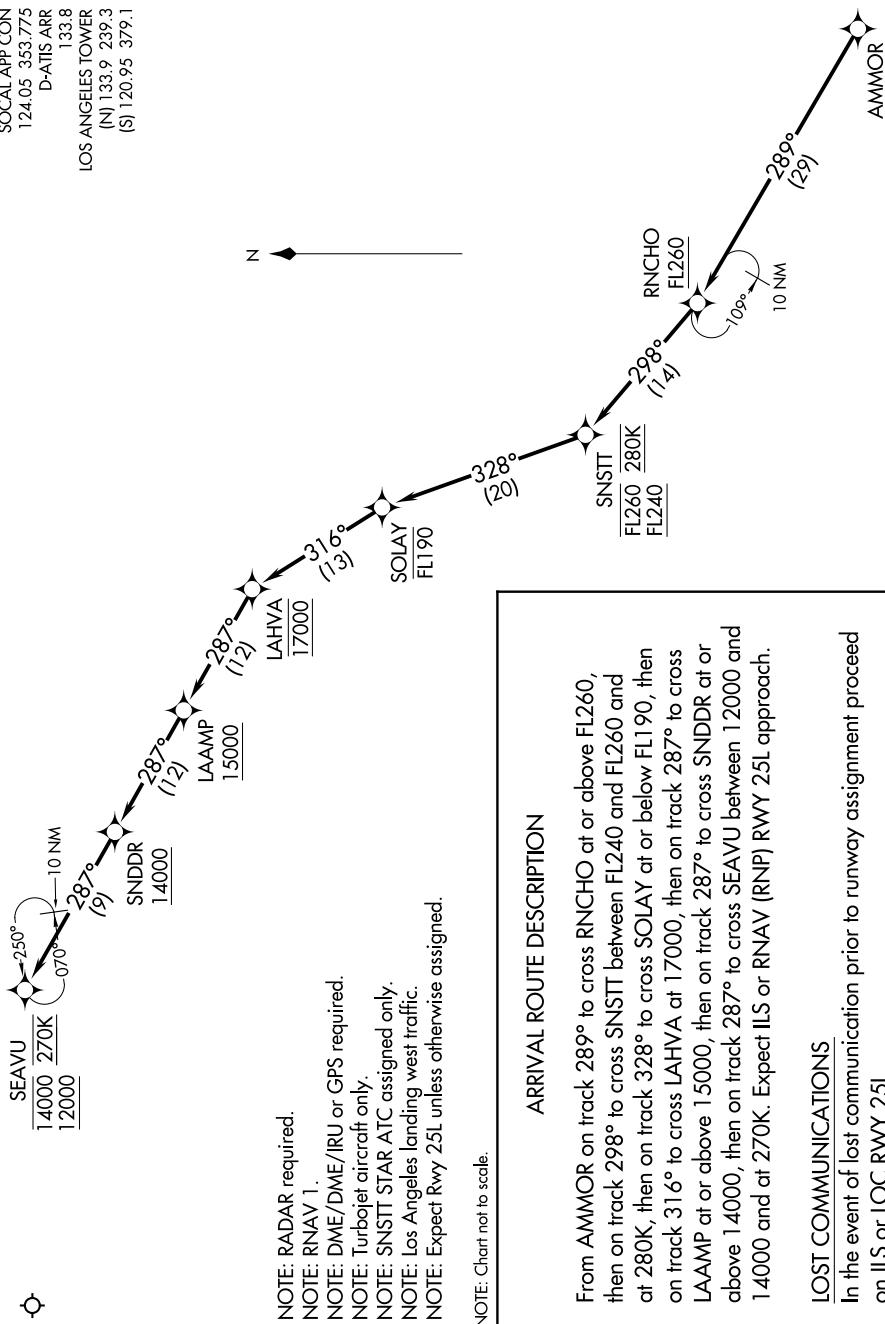 SOCAL APP CON
124.05 353.775
D-ATIS ARR
133.8
LOS ANGELES TOWER
(N) 133.9 239.3
(S) 120.95 379.1
N
SEAVU
14000 270K
12000
250°
070°
10 NM
287°
(9)
SNDDR
14000
287°
(12)
LAAMP
15000
287°
(12)
LAHVA
17000
316°
(13)
SOLAY
FL190
328°
(20)
SNSTT
FL260 280K
FL240
298°
(14)
RNCHO
FL260
109°
10 NM
289°
(29)
AMMOR
NOTE: RADAR required.
NOTE: RNAV 1.
NOTE: DME/DME/IRU or GPS required.
NOTE: Turbojet aircraft only.
NOTE: SNSTT STAR ATC assigned only.
NOTE: Los Angeles landing west traffic.
NOTE: Expect Rwy 25L unless otherwise assigned.
NOTE: Chart not to scale.
ARRIVAL ROUTE DESCRIPTION
From AMMOR on track 289° to cross RNCHO at or above FL260,
then on track 298° to cross SNSTT between FL240 and FL260 and
at 280K, then on track 328° to cross SOLAY at or below FL190, then
on track 316° to cross LAHVA at 17000, then on track 287° to cross
LAAMP at or above 15000, then on track 287° to cross SNDDR at or
above 14000, then on track 287° to cross SEAVU between 12000 and
14000 and at 270K. Expect ILS or RNAV (RNP) RWY 25L approach.
LOST COMMUNICATIONS
In the event of lost communication prior to runway assignment proceed
on ILS or LOC RWY 25L